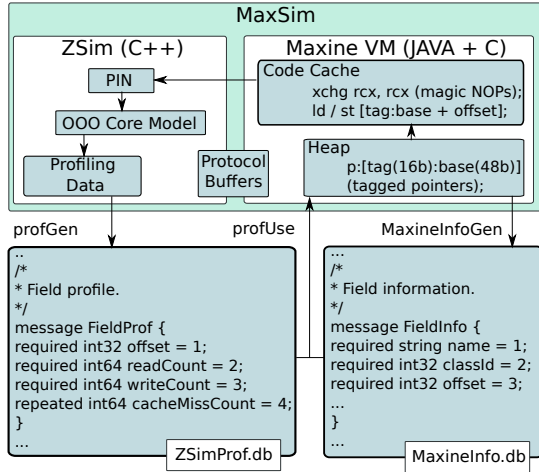 MaxSim
ZSim (C++)
PIN
OOO Core Model
Profiling
Data
Protocol
Buffers
Maxine VM (JAVA + C)
Code Cache
xchg rcx, rcx (magic NOPs);
ld / st [tag:base + offset];
Heap
p:[tag(16b):base(48b)]
(tagged pointers);
profGen
profUse
MaxineInfoGen
..
/*
* Field profile.
*/
message FieldProf {
required int32 offset = 1;
required int64 readCount = 2;
required int64 writeCount = 3;
repeated int64 cacheMissCount = 4;
}
...
ZSimProf.db
...
/*
* Field information.
*/
message FieldInfo {
required string name = 1;
required int32 classId = 2;
required int32 offset = 3;
...
}
...
MaxineInfo.db